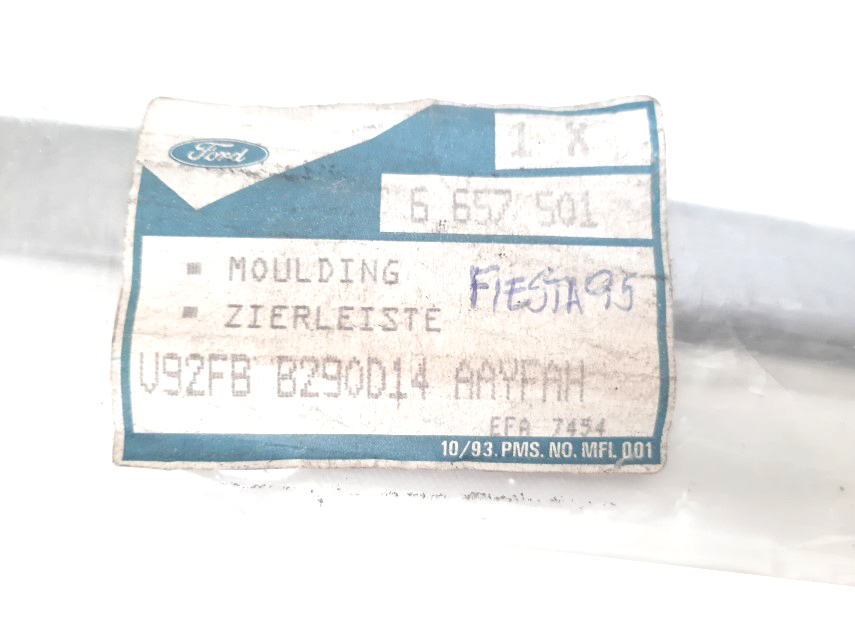 Ford
1 X
6 657 501
▪ MOULDING
FIESTA 95
▪ ZIERLEISTE
V92FB B290D14 AAYFAH
EFA 7494
10/93. PMS. NO. MFL 001